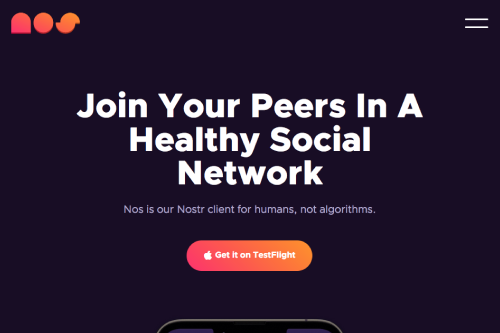 nos
Join Your Peers In A
Healthy Social
Network
Nos is our Nostr client for humans, not algorithms.
Get it on TestFlight